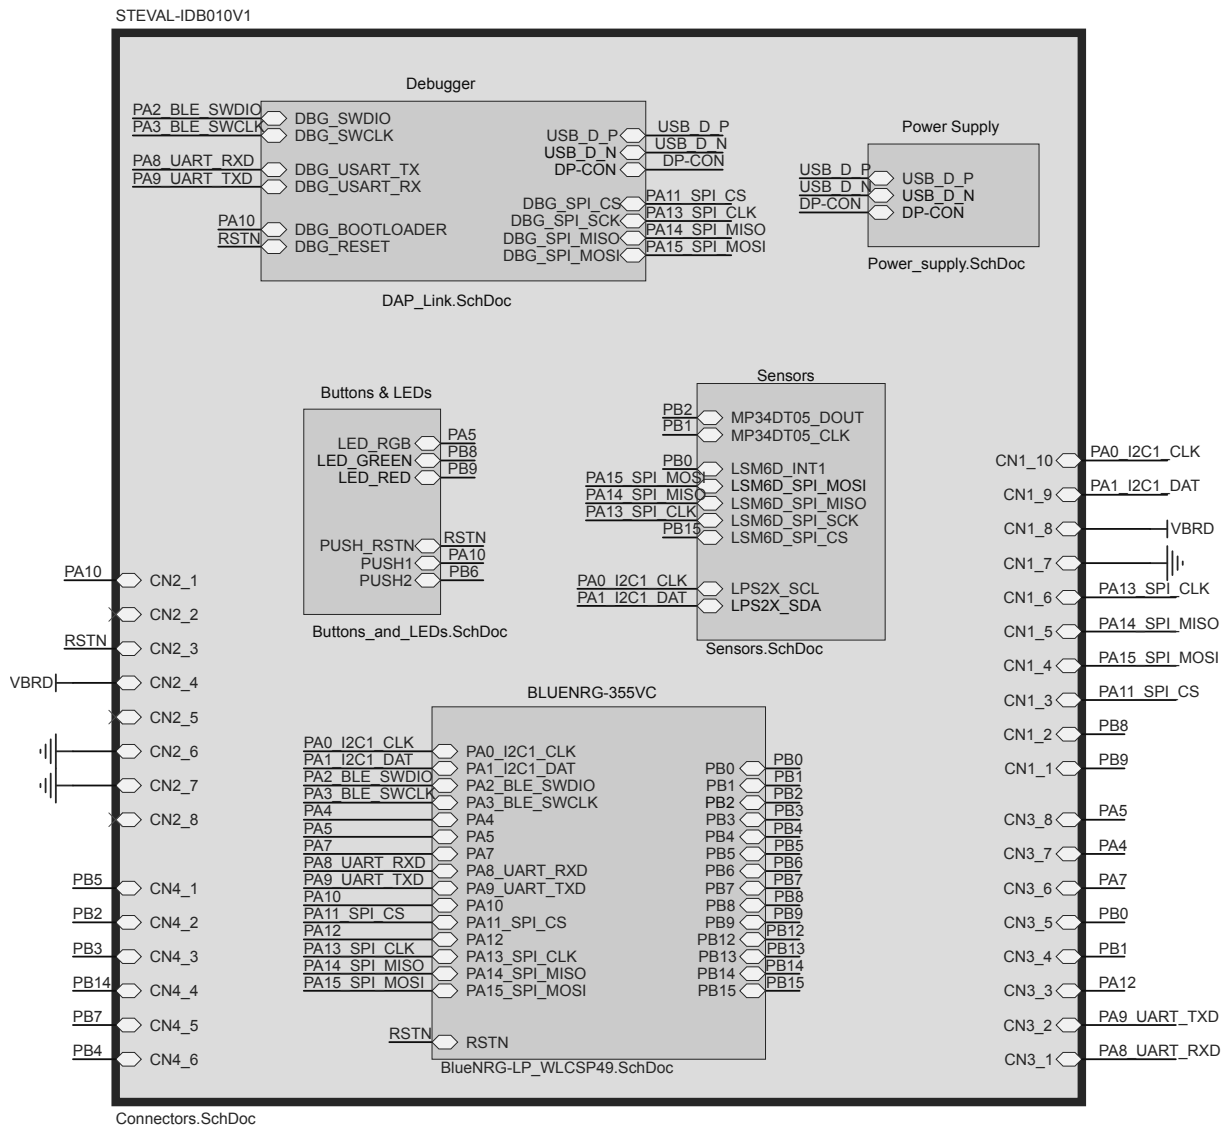 STEVAL-IDB010V1
Debugger
PA2_BLE_SWDIO
PA3_BLE_SWCLK
PA8_UART_RXD
PA9_UART_TXD
PA10
RSTN
DBG_SWDIO
DBG_SWCLK
DBG_USART_TX
DBG_USART_RX
DBG_BOOTLOADER
DBG_RESET
USB_D_P
USB_D_N
DP-CON
DBG_SPI_CS
DBG_SPI_SCK
DBG_SPI_MISO
DBG_SPI_MOSI
USB_D_P
USB_D_N
DP-CON
PA11_SPI_CS
PA13_SPI_CLK
PA14_SPI_MISO
PA15_SPI_MOSI
DAP_Link.SchDoc
Power Supply
USB_D_P
USB_D_N
DP-CON
USB_D_P
USB_D_N
DP-CON
Power_supply.SchDoc
Buttons & LEDs
LED_RGB
LED_GREEN
LED_RED
PUSH_RSTN
PUSH1
PUSH2
PA5
PB8
PB9
RSTN
PA10
PB6
Buttons_and_LEDs.SchDoc
Sensors
PB2
PB1
PB0
PA15_SPI_MOSI
PA14_SPI_MISO
PA13_SPI_CLK
PB15
PA0_I2C1_CLK
PA1_I2C1_DAT
MP34DT05_DOUT
MP34DT05_CLK
LSM6D_INT1
LSM6D_SPI_MOSI
LSM6D_SPI_MISO
LSM6D_SPI_SCK
LSM6D_SPI_CS
LPS2X_SCL
LPS2X_SDA
Sensors.SchDoc
PA10 CN2_1
CN2_2
RSTN CN2_3
VBRD CN2_4
CN2_5
CN2_6
CN2_7
CN2_8
PB5 CN4_1
PB2 CN4_2
PB3 CN4_3
PB14 CN4_4
PB7 CN4_5
PB4 CN4_6
BLUENRG-355VC
PA0_I2C1_CLK
PA1_I2C1_DAT
PA2_BLE_SWDIO
PA3_BLE_SWCLK
PA4
PA5
PA7
PA8_UART_RXD
PA9_UART_TXD
PA10
PA11_SPI_CS
PA12
PA13_SPI_CLK
PA14_SPI_MISO
PA15_SPI_MOSI
RSTN
PA0_I2C1_CLK
PA1_I2C1_DAT
PA2_BLE_SWDIO
PA3_BLE_SWCLK
PA4
PA5
PA7
PA8_UART_RXD
PA9_UART_TXD
PA10
PA11_SPI_CS
PA12
PA13_SPI_CLK
PA14_SPI_MISO
PA15_SPI_MOSI
RSTN
PB0
PB1
PB2
PB3
PB4
PB5
PB6
PB7
PB8
PB9
PB12
PB13
PB14
PB15
PB0
PB1
PB2
PB3
PB4
PB5
PB6
PB7
PB8
PB9
PB12
PB13
PB14
PB15
BlueNRG-LP_WLCSP49.SchDoc
CN1_10 PA0_I2C1_CLK
CN1_9 PA1_I2C1_DAT
CN1_8 VBRD
CN1_7
CN1_6 PA13_SPI_CLK
CN1_5 PA14_SPI_MISO
CN1_4 PA15_SPI_MOSI
CN1_3 PA11_SPI_CS
CN1_2 PB8
CN1_1 PB9
CN3_8 PA5
CN3_7 PA4
CN3_6 PA7
CN3_5 PB0
CN3_4 PB1
CN3_3 PA12
CN3_2 PA9_UART_TXD
CN3_1 PA8_UART_RXD
Connectors.SchDoc